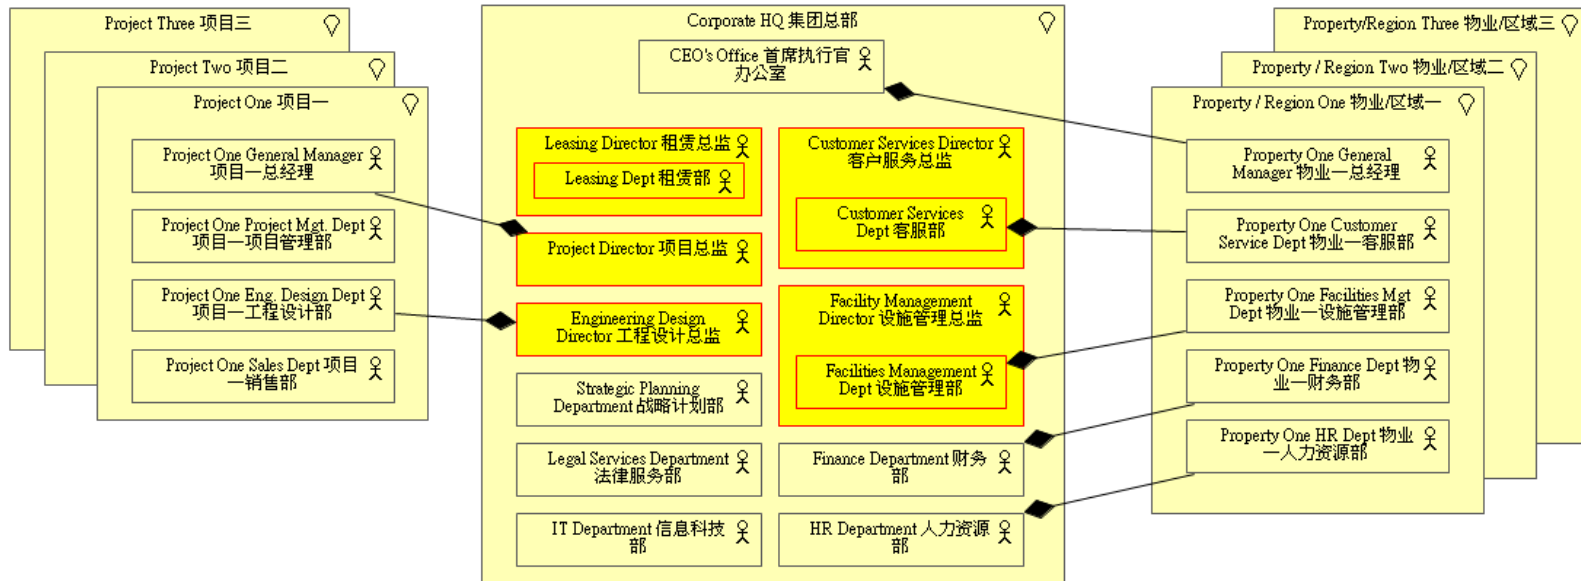 Project Three 项目三
Project Two 项目二
Project One 项目一
Project One General Manager
项目一总经理
Project One Project Mgt. Dept
项目一项目管理部
Project One Eng. Design Dept
项目一工程设计部
Project One Sales Dept 项目
一销售部
Corporate HQ 集团总部
CEO's Office 首席执行官
办公室
Leasing Director 租赁总监
Leasing Dept 租赁部
Project Director 项目总监
Engineering Design
Director 工程设计总监
Strategic Planning
Department 战略计划部
Legal Services Department
法律服务部
IT Department 信息科技
部
Customer Services Director
客户服务总监
Customer Services
Dept 客服部
Facility Management
Director 设施管理总监
Facilities Management
Dept 设施管理部
Finance Department 财务
部
HR Department 人力资源
部
Property/Region Three 物业/区域三
Property / Region Two 物业/区域二
Property / Region One 物业/区域一
Property One General
Manager 物业一总经理
Property One Customer
Service Dept 物业一客服部
Property One Facilities Mgt
Dept 物业一设施管理部
Property One Finance Dept 物
业一财务部
Property One HR Dept 物业
一人力资源部